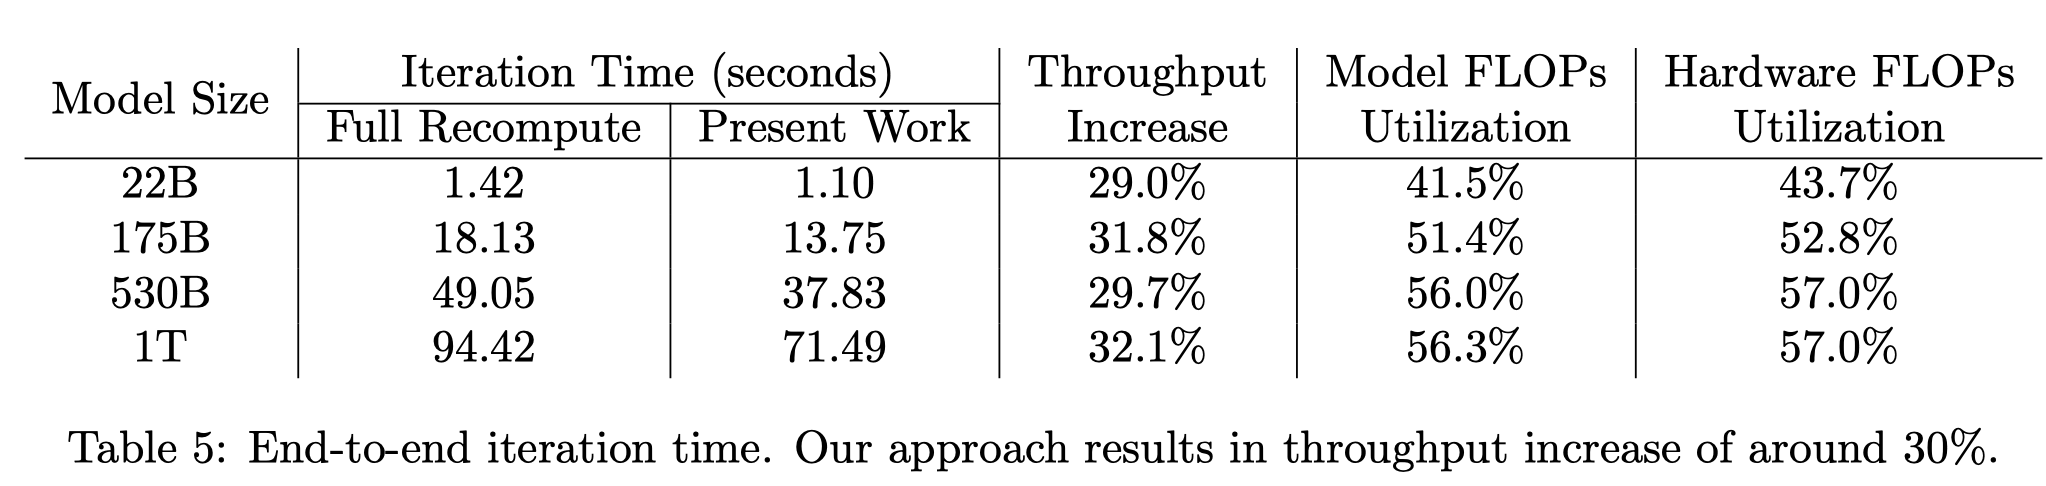 Model Size Iteration Time (seconds) Throughput Increase Model FLOPs Utilization Hardware FLOPs Utilization
Full Recompute Present Work
22B 1.42 1.10 29.0% 41.5% 43.7%
175B 18.13 13.75 31.8% 51.4% 52.8%
530B 49.05 37.83 29.7% 56.0% 57.0%
1T 94.42 71.49 32.1% 56.3% 57.0%
Table 5: End-to-end iteration time. Our approach results in throughput increase of around 30%.